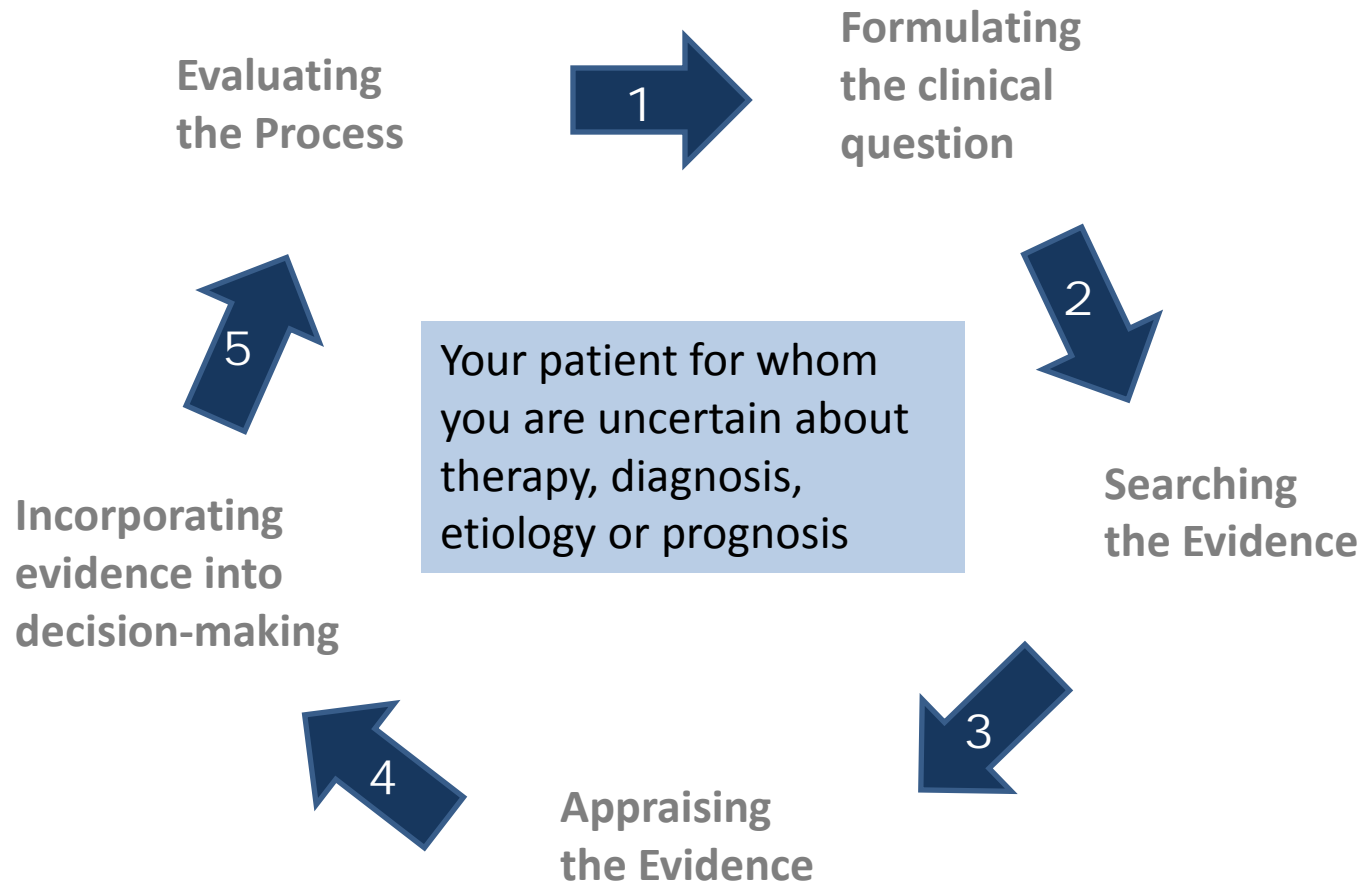 Evaluating
the Process
1
Formulating
the clinical
question
2
Searching
the Evidence
3
Appraising
the Evidence
4
Incorporating
evidence into
decision-making
5
Your patient for whom
you are uncertain about
therapy, diagnosis,
etiology or prognosis